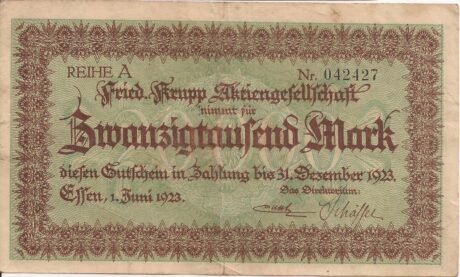 REIHE A Nr. 042427
Fried. Krupp Aktiengesellschaft
nimmt für
Zwanzigtausend Mark
diesen Gutschein in Zahlung bis 31. Dezember 1923.
Essen, 1. Juni 1923. Das Direktorium: